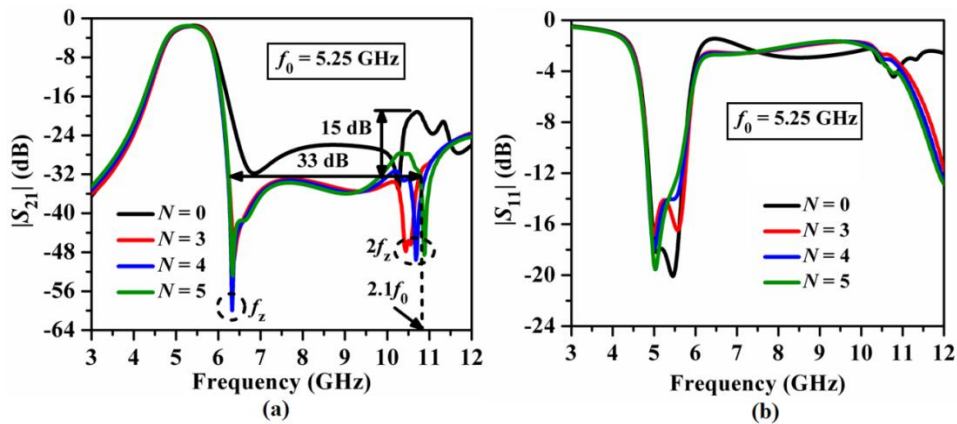 0
-8
-16
-24
-32
-40
-48
-56
-64
|S21| (dB)
f0 = 5.25 GHz
15 dB
33 dB
N = 0
N = 3
N = 4
N = 5
fz
2fz
2.1f0
3 4 5 6 7 8 9 10 11 12
Frequency (GHz)
(a)
0
-4
-8
-12
-16
-20
-24
|S11| (dB)
f0 = 5.25 GHz
N = 0
N = 3
N = 4
N = 5
3 4 5 6 7 8 9 10 11 12
Frequency (GHz)
(b)